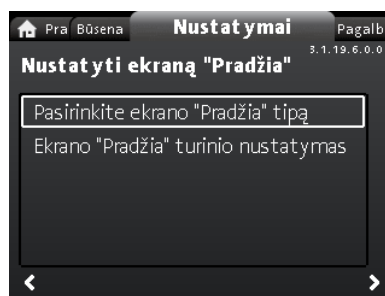 Pra Būsena Nustatymai Pagalb
3.1.19.6.0.0
Nustatyti ekraną "Pradžia"
Pasirinkite ekrano "Pradžia" tipą
Ekrano "Pradžia" turinio nustatymas